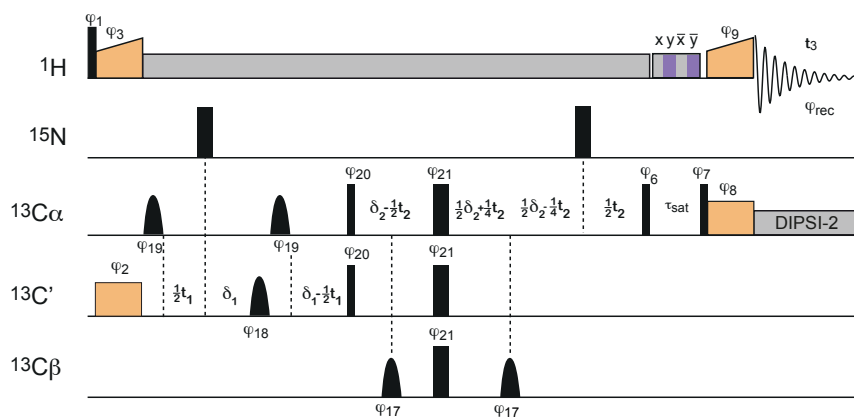 φ1
φ3
φ9
x y x̄ ȳ
t3
¹H
φrec
¹⁵N
φ20
φ21
φ6
φ7
φ8
¹³Cα
δ2-½t2
½δ2+¼t2
½δ2-¼t2
½t2
τsat
DIPSI-2
φ19
φ19
φ20
φ21
φ2
¹³C’
½t1
δ1
δ1-½t1
φ18
φ21
¹³Cβ
φ17
φ17